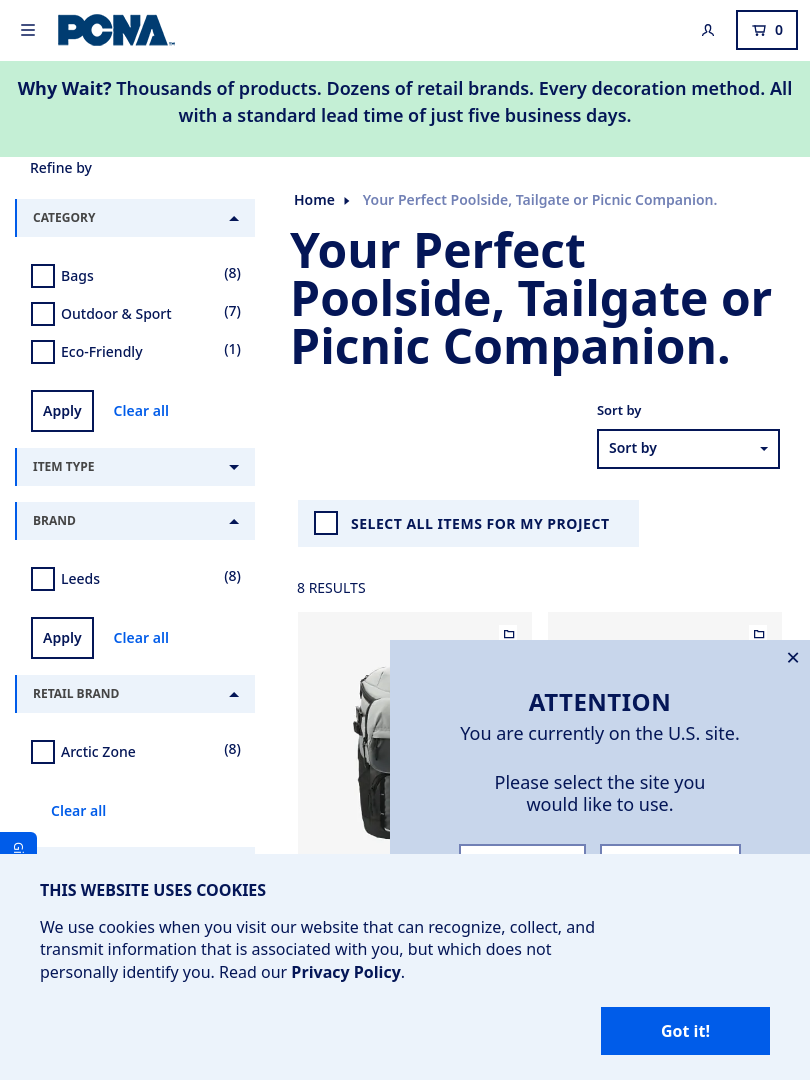 PCNA
0
Why Wait? Thousands of products. Dozens of retail brands. Every decoration method. All
with a standard lead time of just five business days.
Refine by
CATEGORY
Bags (8)
Outdoor & Sport (7)
Eco-Friendly (1)
Apply Clear all
ITEM TYPE
BRAND
Leeds (8)
Apply Clear all
RETAIL BRAND
Arctic Zone (8)
Clear all
Home Your Perfect Poolside, Tailgate or Picnic Companion.
Your Perfect
Poolside, Tailgate or
Picnic Companion.
Sort by
Sort by
SELECT ALL ITEMS FOR MY PROJECT
8 RESULTS
ATTENTION
You are currently on the U.S. site.
Please select the site you
would like to use.
THIS WEBSITE USES COOKIES
We use cookies when you visit our website that can recognize, collect, and
transmit information that is associated with you, but which does not
personally identify you. Read our Privacy Policy.
Got it!